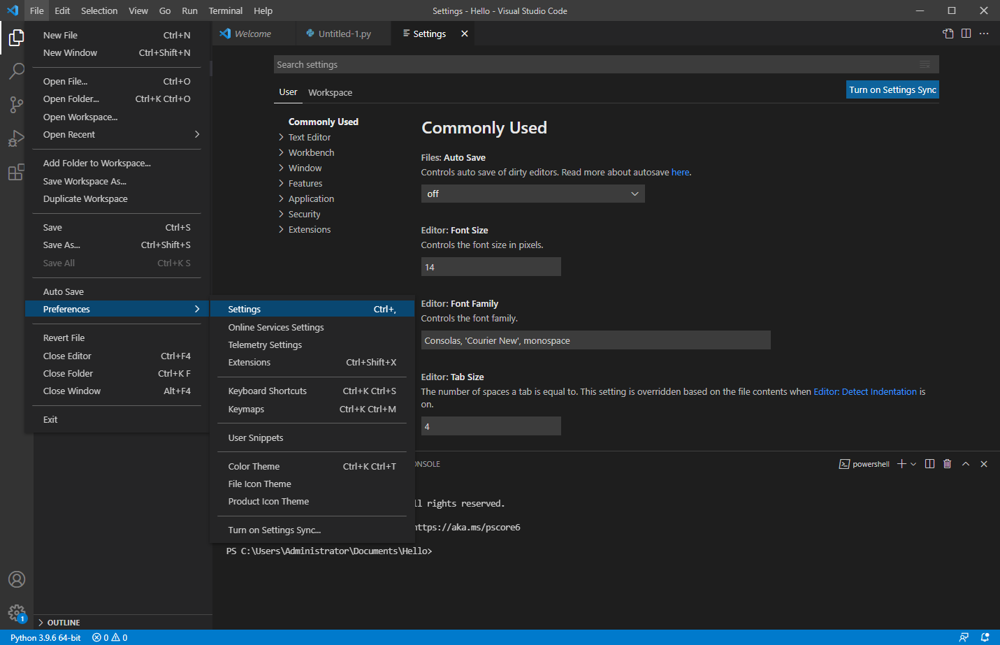 File Edit Selection View Go Run Terminal Help
Settings - Hello - Visual Studio Code
New File Ctrl+N
New Window Ctrl+Shift+N
Open File... Ctrl+O
Open Folder... Ctrl+K Ctrl+O
Open Workspace...
Open Recent
Add Folder to Workspace...
Save Workspace As...
Duplicate Workspace
Save Ctrl+S
Save As... Ctrl+Shift+S
Save All Ctrl+K S
Auto Save
Preferences
Revert File
Close Editor Ctrl+F4
Close Folder Ctrl+K F
Close Window Alt+F4
Exit
Settings Ctrl+,
Online Services Settings
Telemetry Settings
Extensions Ctrl+Shift+X
Keyboard Shortcuts Ctrl+K Ctrl+S
Keymaps Ctrl+K Ctrl+M
User Snippets
Color Theme Ctrl+K Ctrl+T
File Icon Theme
Product Icon Theme
Turn on Settings Sync...
Welcome Untitled-1.py Settings
Search settings
User Workspace
Turn on Settings Sync
Commonly Used
Text Editor
Workbench
Window
Features
Application
Security
Extensions
Commonly Used
Files: Auto Save
Controls auto save of dirty editors. Read more about autosave here.
off
Editor: Font Size
Controls the font size in pixels.
14
Editor: Font Family
Controls the font family.
Consolas, 'Courier New', monospace
Editor: Tab Size
The number of spaces a tab is equal to. This setting is overridden based on the file contents when Editor: Detect Indentation is
on.
4
ONSOLE
powershell
ll rights reserved.
https://aka.ms/pscore6
PS C:\Users\Administrator\Documents\Hello>
1
OUTLINE
Python 3.9.6 64-bit 0 0